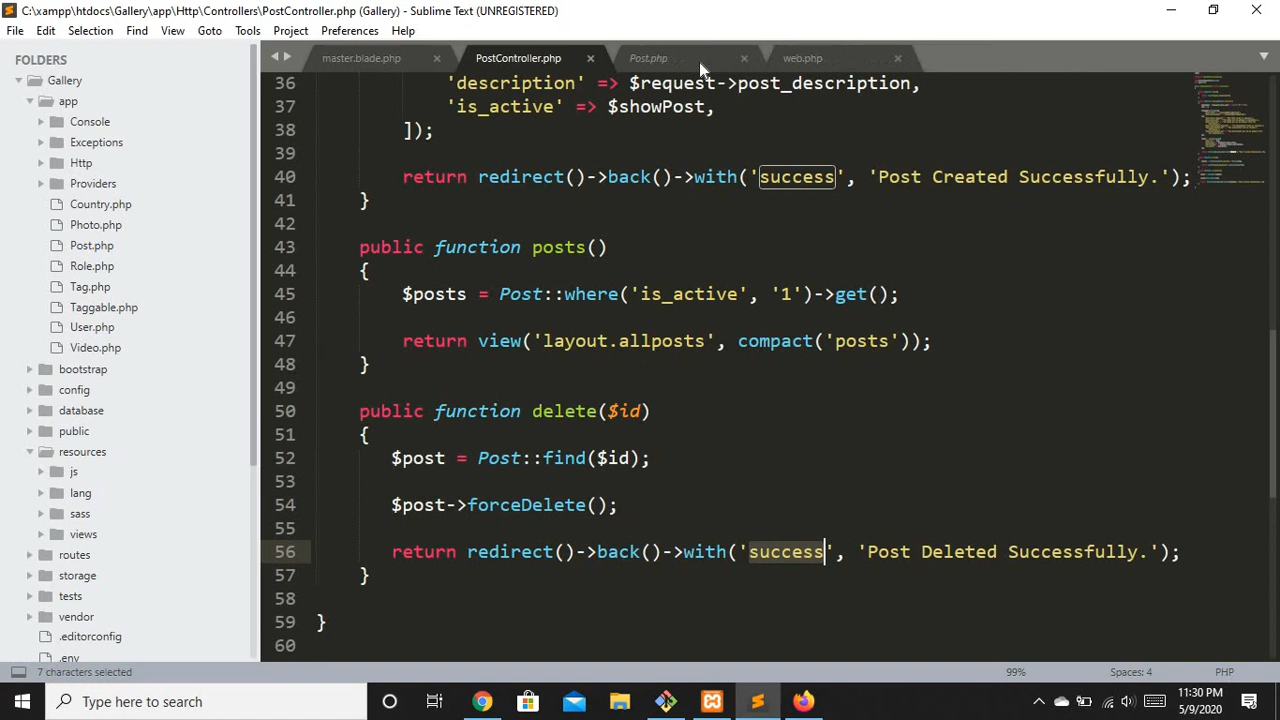 C:\xampp\htdocs\Gallery\app\Http\Controllers\PostController.php (Gallery) - Sublime Text (UNREGISTERED)
File Edit Selection Find View Goto Tools Project Preferences Help
FOLDERS
Gallery
app
Console
Exceptions
Http
Providers
Country.php
Photo.php
Post.php
Role.php
Tag.php
Taggable.php
User.php
Video.php
bootstrap
config
database
public
resources
js
lang
sass
views
routes
storage
tests
vendor
.editorconfig
.env
master.blade.php PostController.php Post.php web.php
36 'description' => $request->post_description,
37 'is_active' => $showPost,
38 ]);
39
40 return redirect()->back()->with('success', 'Post Created Successfully.');
41 }
42
43 public function posts()
44 {
45 $posts = Post::where('is_active', '1')->get();
46
47 return view('layout.allposts', compact('posts'));
48 }
49
50 public function delete($id)
51 {
52 $post = Post::find($id);
53
54 $post->forceDelete();
55
56 return redirect()->back()->with('success', 'Post Deleted Successfully.');
57 }
58
59 }
60
7 characters selected 99% Spaces: 4 PHP
Type here to search
11:30 PM
5/9/2020